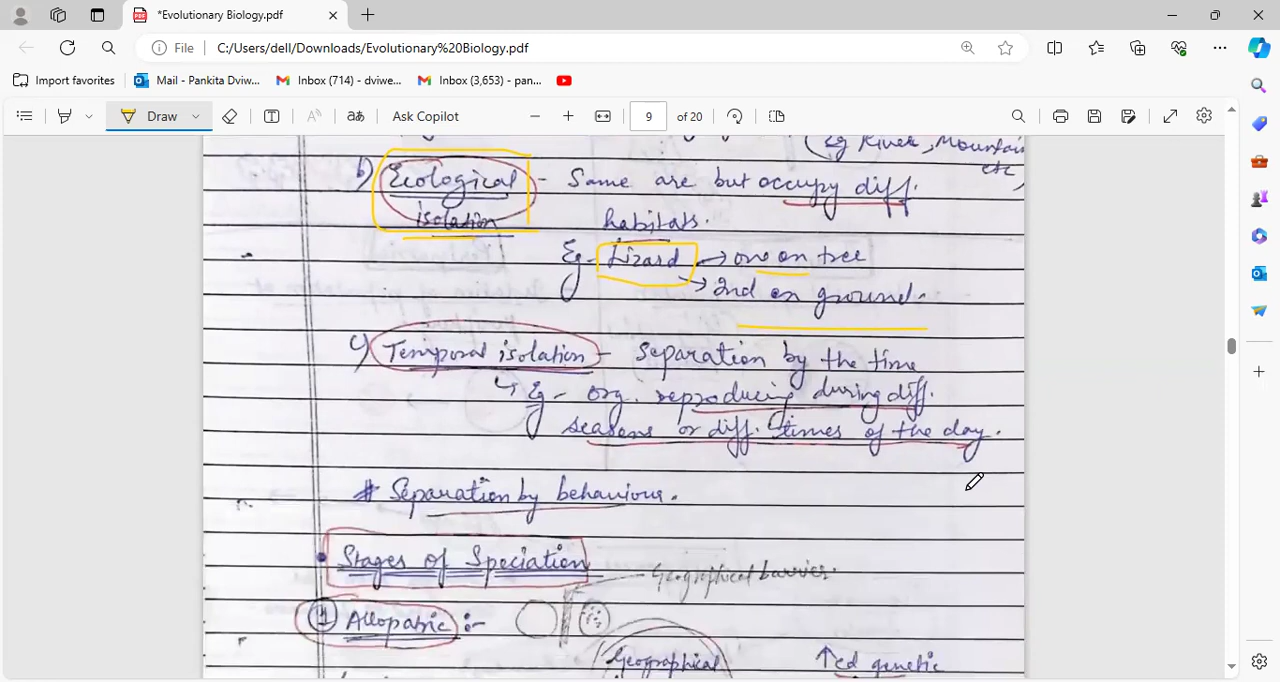 *Evolutionary Biology.pdf
File C:/Users/dell/Downloads/Evolutionary%20Biology.pdf
Import favorites Mail - Pankita Dviw... Inbox (714) - dviwe... Inbox (3,653) - pan...
Draw aあ Ask Copilot 9 of 20
(Eg River, Mountain
etc,
b) Ecological - Same are but occupy diff.
isolation habitats.
Eg - Lizard → one on tree
→ 2nd on ground.
c) Temporal isolation - Separation by the time
↳ Eg - org. reproducing during diff.
seasons or diff. times of the day.
# Separation by behaviour.
• Stages of Speciation
Geographical barrier.
1 Allopatric :-
Geographical ↑ed genetic